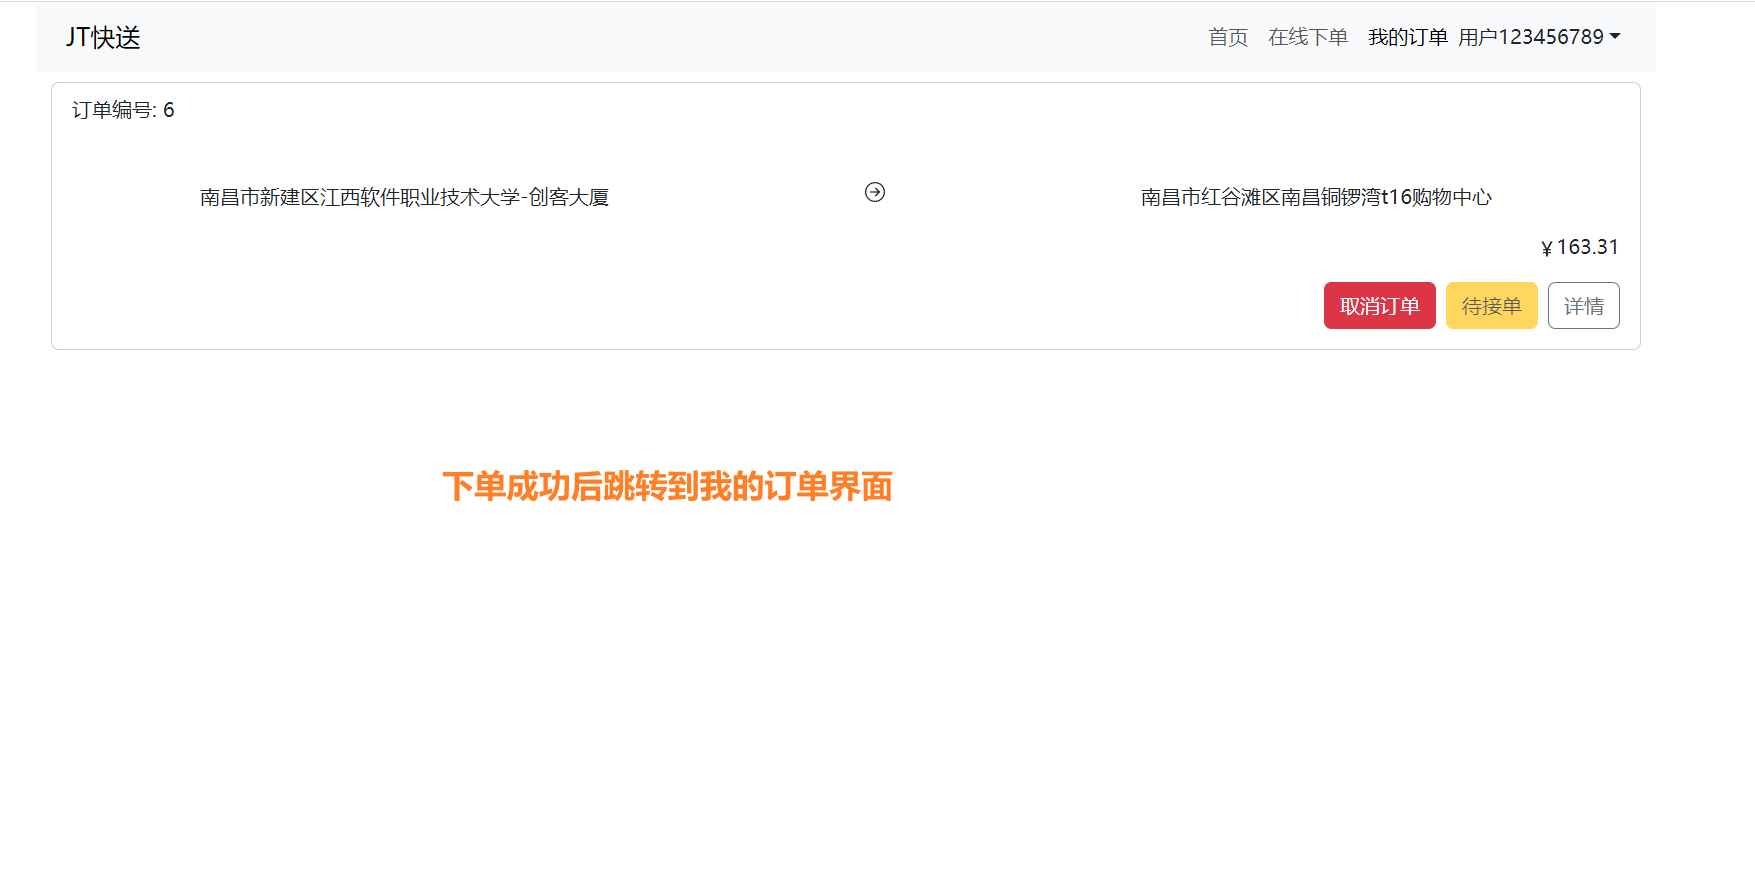 JT快送
首页 在线下单 我的订单 用户123456789
订单编号: 6
南昌市新建区江西软件职业技术大学-创客大厦
南昌市红谷滩区南昌铜锣湾t16购物中心
¥163.31
取消订单 待接单 详情
下单成功后跳转到我的订单界面